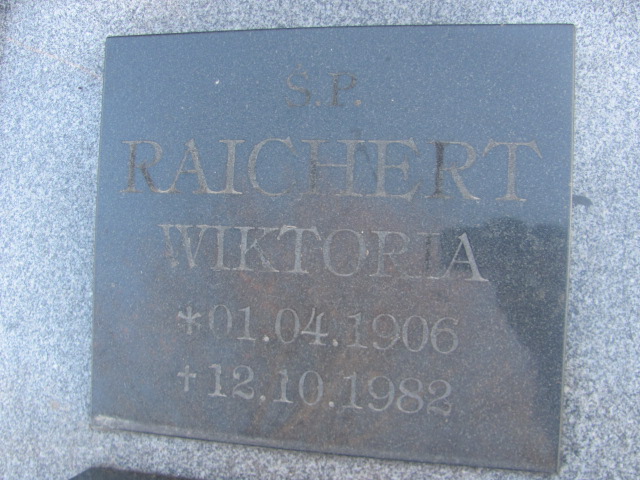 S.P.
RAICHERT
WIKTORIA
*01.04.1906
†12.10.1982